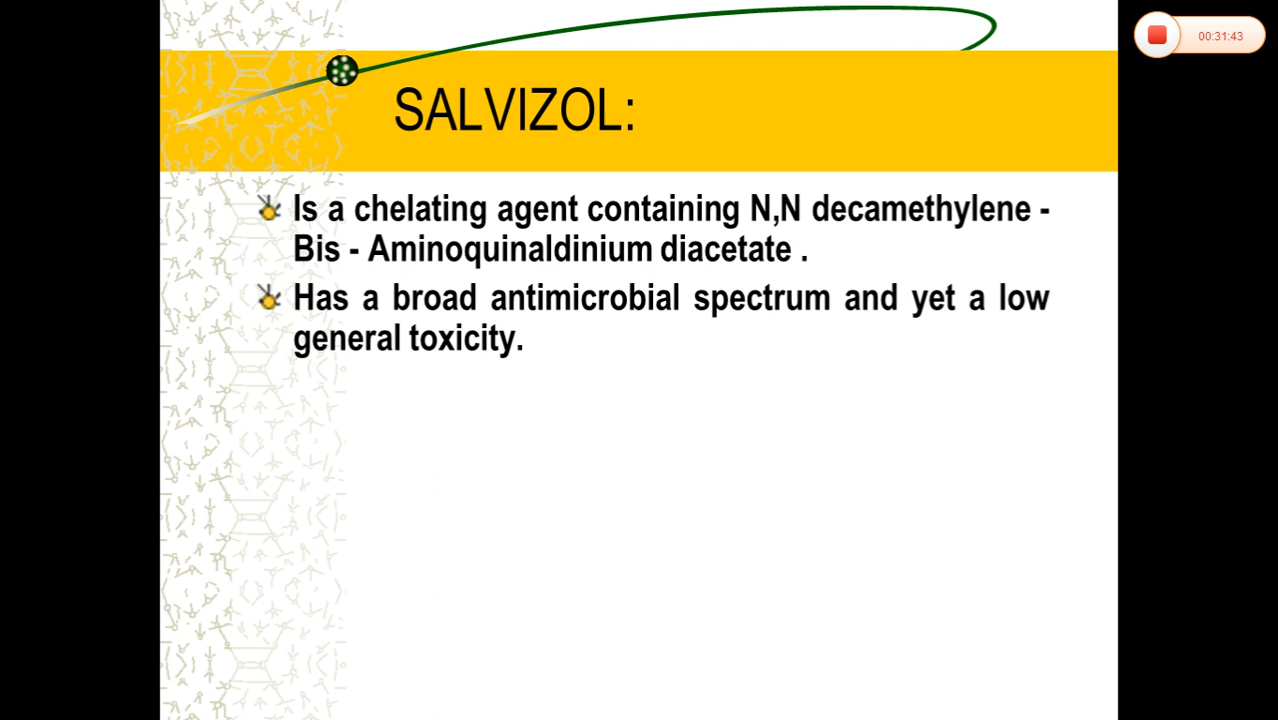 00:31:43
SALVIZOL:
Is a chelating agent containing N,N decamethylene -
Bis - Aminoquinaldinium diacetate .
Has a broad antimicrobial spectrum and yet a low
general toxicity.